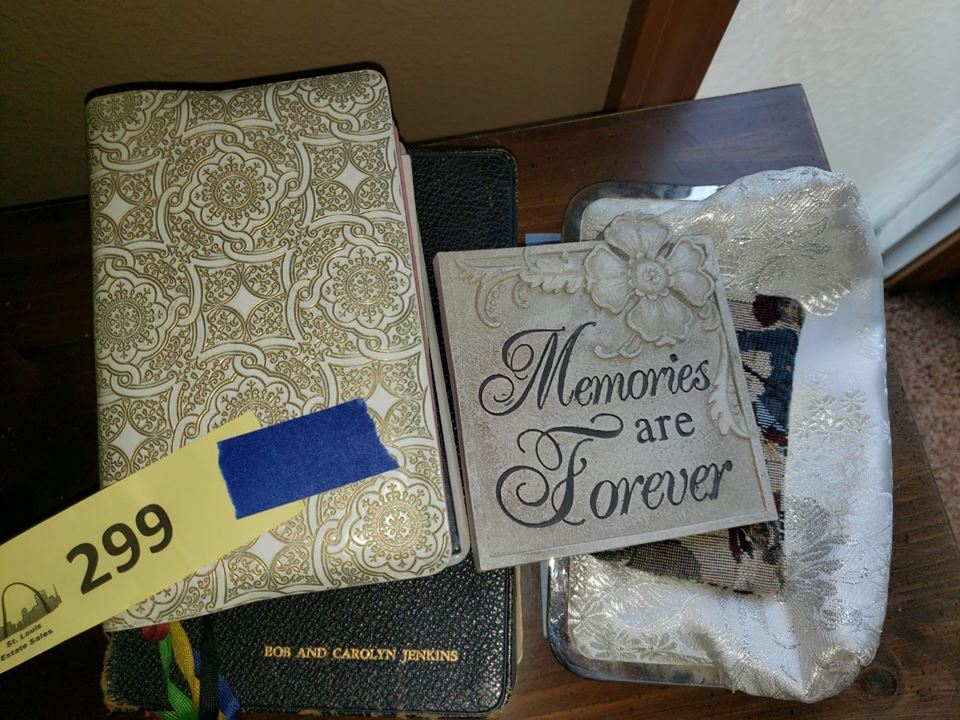 299
St. Louis
Estate Sales
Memories
are
Forever
BOB AND CAROLYN JENKINS